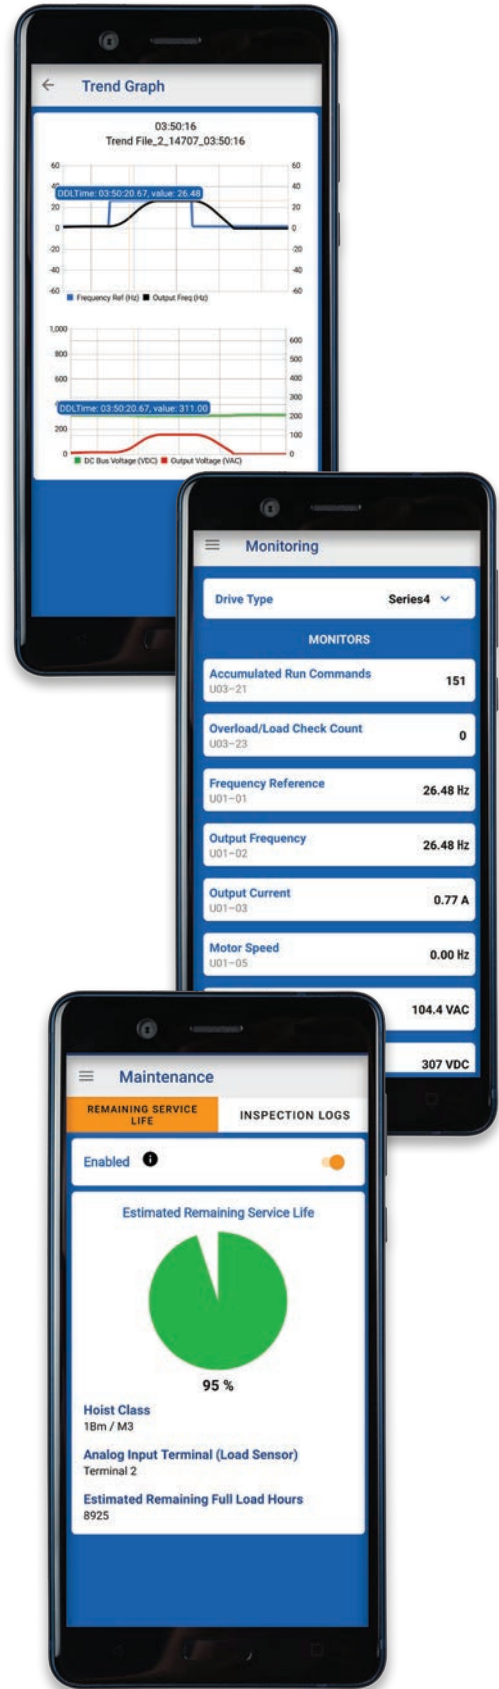 Trend Graph
03:50:16
Trend File_2_14707_03:50:16
60 60
40
DDLTime: 03:50:20.67, value: 26.48
20 20
0 0
-20 -20
-40 -40
-60 -60
Frequency Ref (Hz) Output Freq (Hz)
1,000
800 600
500
600 400
300
DDLTime: 03:50:20.67, value: 311.00
200 200
100
0 0
DC Bus Voltage (VDC) Output Voltage (VAC)
Monitoring
Drive Type Series4
MONITORS
Accumulated Run Commands
U03-21
151
Overload/Load Check Count
U03-23
0
Frequency Reference
U01-01
26.48 Hz
Output Frequency
U01-02
26.48 Hz
Output Current
U01-03
0.77 A
Motor Speed
U01-05
0.00 Hz
104.4 VAC
307 VDC
Maintenance
REMAINING SERVICE
LIFE
INSPECTION LOGS
Enabled
Estimated Remaining Service Life
95 %
Hoist Class
1Bm / M3
Analog Input Terminal (Load Sensor)
Terminal 2
Estimated Remaining Full Load Hours
8925